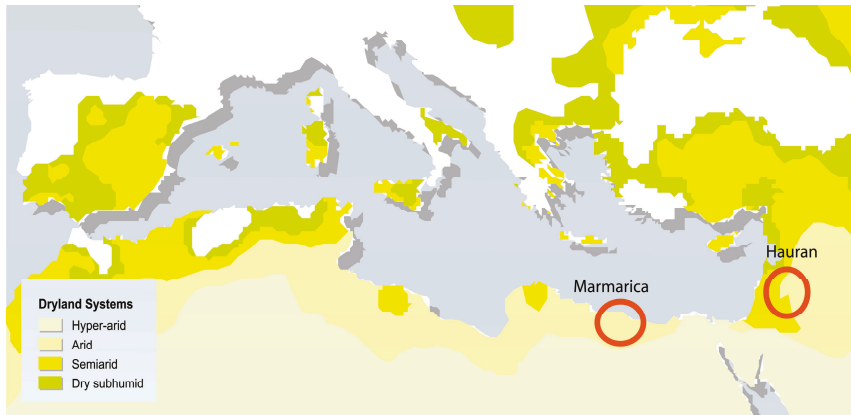 Hauran
Marmarica
Dryland Systems
Hyper-arid
Arid
Semiarid
Dry subhumid